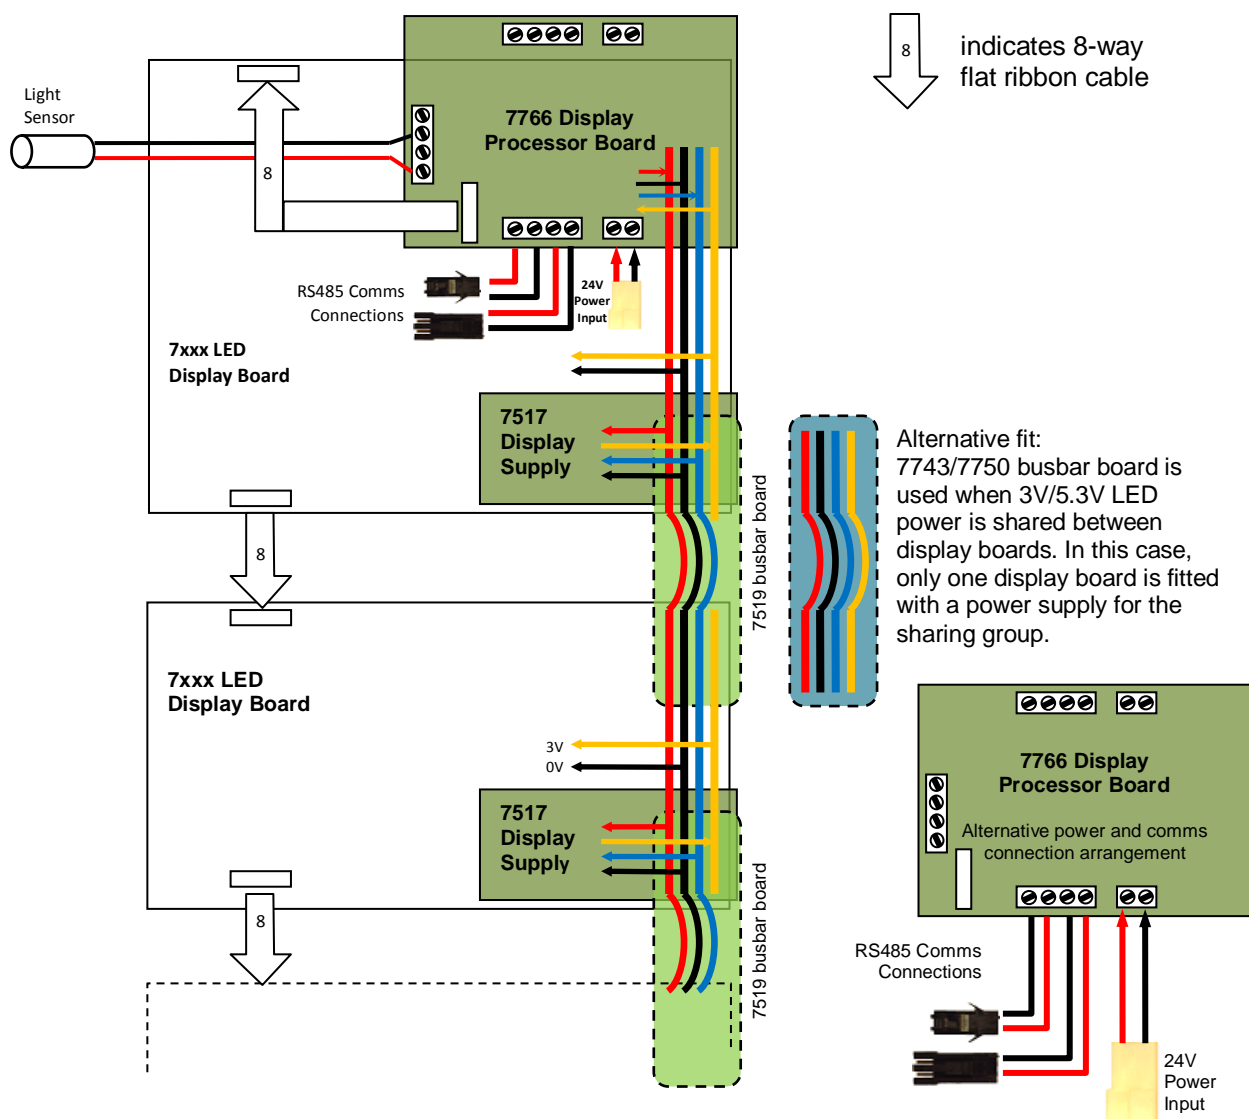 8
indicates 8-way
flat ribbon cable
Light
Sensor
8
7766 Display
Processor Board
RS485 Comms
Connections
24V
Power
Input
7xxx LED
Display Board
7517
Display
Supply
7519 busbar board
Alternative fit:
7743/7750 busbar board is
used when 3V/5.3V LED
power is shared between
display boards. In this case,
only one display board is fitted
with a power supply for the
sharing group.
8
7xxx LED
Display Board
3V
0V
7517
Display
Supply
7519 busbar board
8
7766 Display
Processor Board
Alternative power and comms
connection arrangement
RS485 Comms
Connections
24V
Power
Input